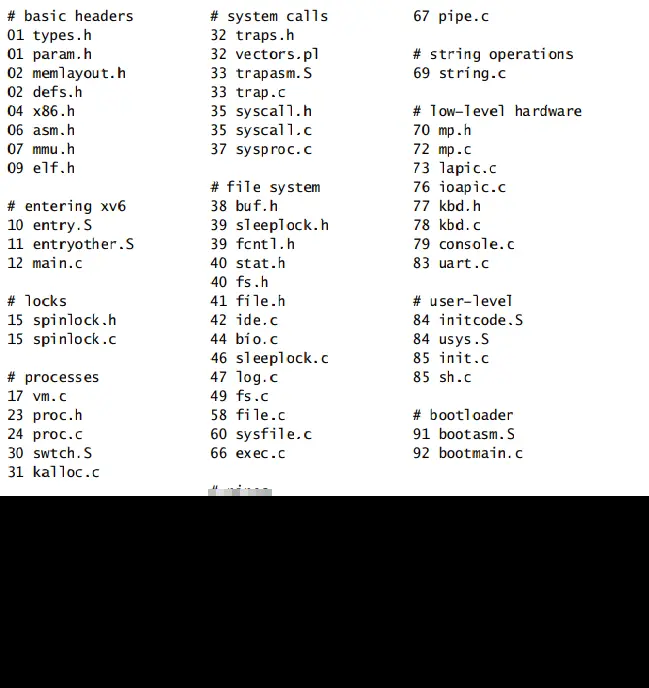 # basic headers
01 types.h
01 param.h
02 memlayout.h
02 defs.h
04 x86.h
06 asm.h
07 mmu.h
09 elf.h
# entering xv6
10 entry.S
11 entryother.S
12 main.c
# locks
15 spinlock.h
15 spinlock.c
# processes
17 vm.c
23 proc.h
24 proc.c
30 swtch.S
31 kalloc.c
# system calls
32 traps.h
32 vectors.pl
33 trapasm.S
33 trap.c
35 syscall.h
35 syscall.c
37 sysproc.c
# file system
38 buf.h
39 sleeplock.h
39 fcntl.h
40 stat.h
40 fs.h
41 file.h
42 ide.c
44 bio.c
46 sleeplock.c
47 log.c
49 fs.c
58 file.c
60 sysfile.c
66 exec.c
67 pipe.c
# string operations
69 string.c
# low-level hardware
70 mp.h
72 mp.c
73 lapic.c
76 ioapic.c
77 kbd.h
78 kbd.c
79 console.c
83 uart.c
# user-level
84 initcode.S
84 usys.S
85 init.c
85 sh.c
# bootloader
91 bootasm.S
92 bootmain.c